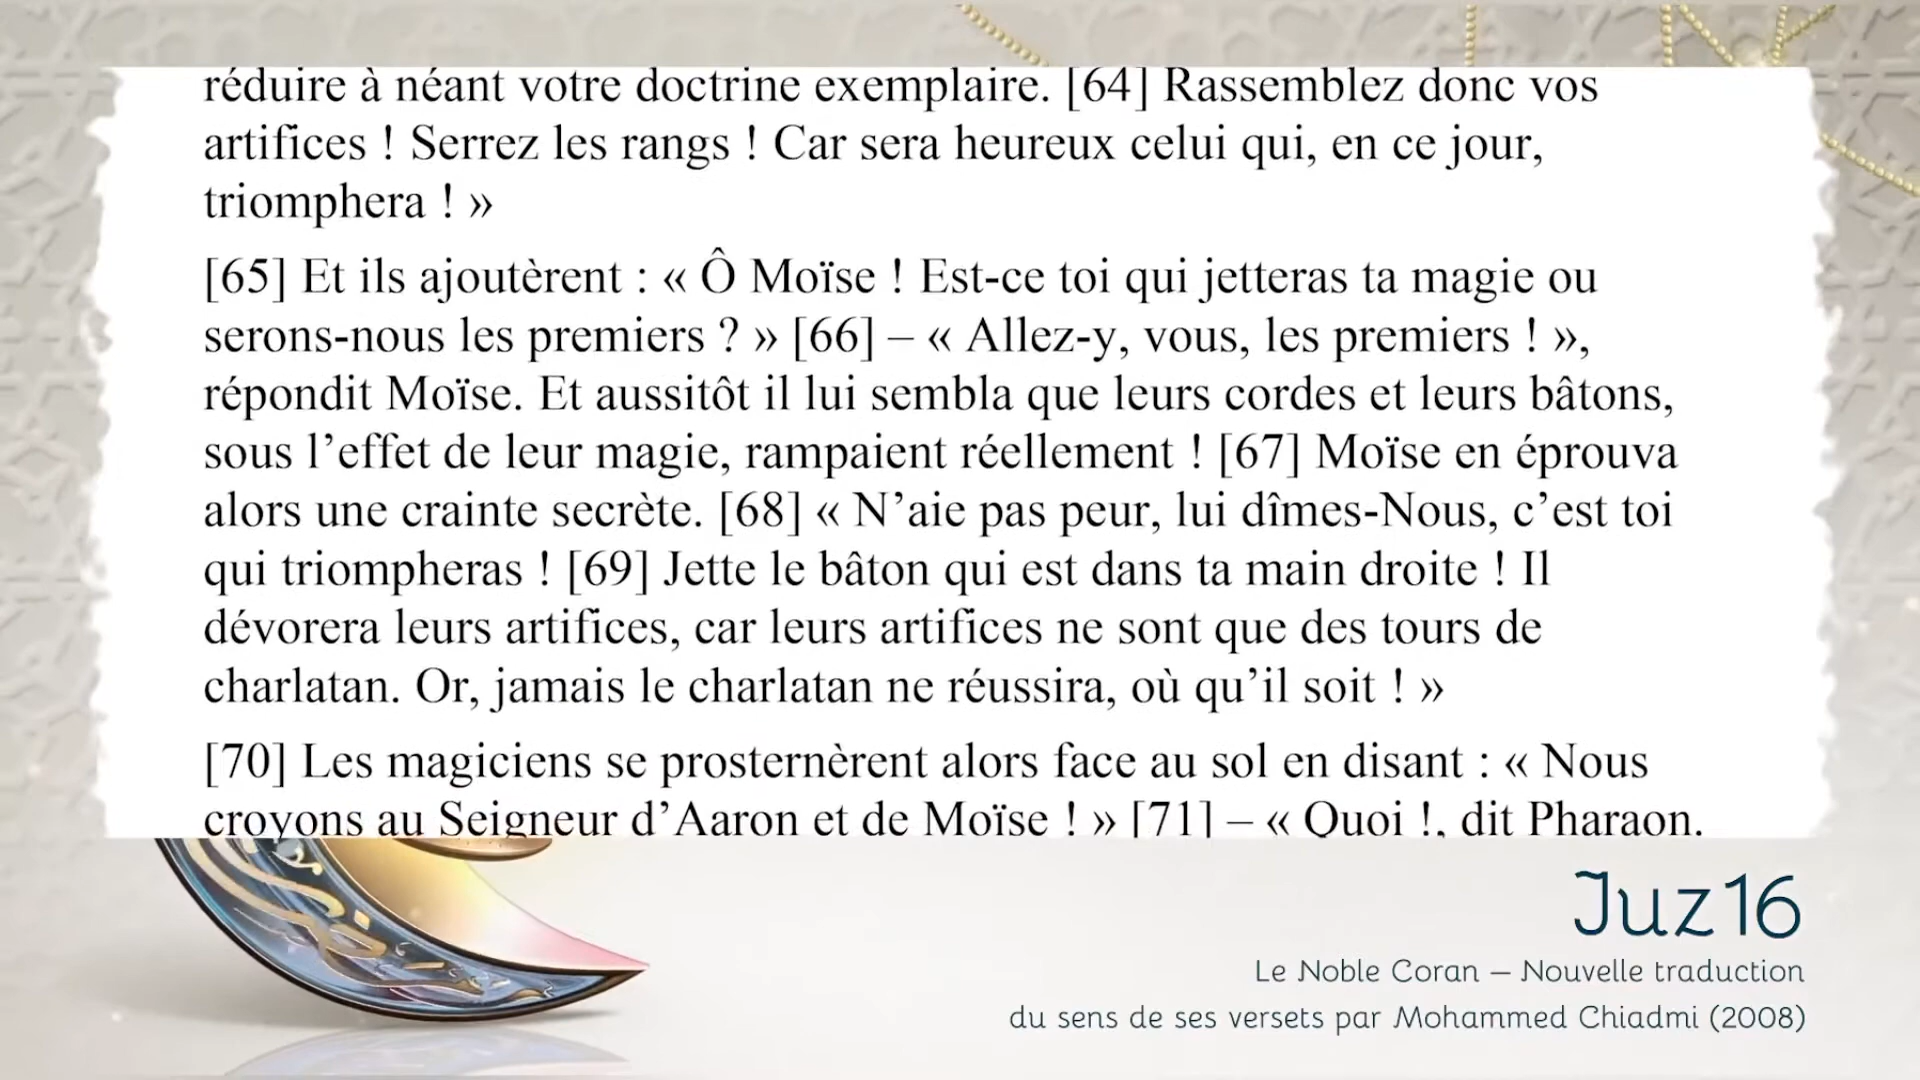 réduire à néant votre doctrine exemplaire. [64] Rassemblez donc vos
artifices ! Serrez les rangs ! Car sera heureux celui qui, en ce jour,
triomphera ! »
[65] Et ils ajoutèrent : « Ô Moïse ! Est-ce toi qui jetteras ta magie ou
serons-nous les premiers ? » [66] – « Allez-y, vous, les premiers ! »,
répondit Moïse. Et aussitôt il lui sembla que leurs cordes et leurs bâtons,
sous l’effet de leur magie, rampaient réellement ! [67] Moïse en éprouva
alors une crainte secrète. [68] « N’aie pas peur, lui dîmes-Nous, c’est toi
qui triompheras ! [69] Jette le bâton qui est dans ta main droite ! Il
dévorera leurs artifices, car leurs artifices ne sont que des tours de
charlatan. Or, jamais le charlatan ne réussira, où qu’il soit ! »
[70] Les magiciens se prosternèrent alors face au sol en disant : « Nous
croyons au Seigneur d’Aaron et de Moïse ! » [71] – « Quoi !, dit Pharaon.
Juz 16
Le Noble Coran – Nouvelle traduction
du sens de ses versets par Mohammed Chiadmi (2008)